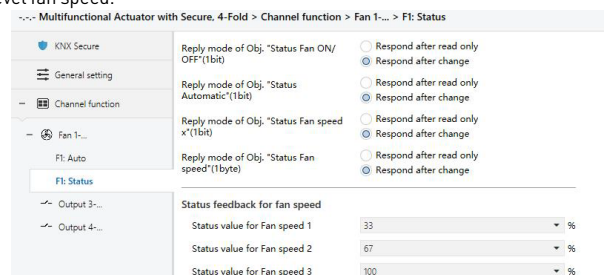 evel fan speed.
-.-.- Multifunctional Actuator with Secure, 4-Fold > Channel function > Fan 1-... > F1: Status
KNX Secure
General setting
Channel function
Fan 1-...
F1: Auto
F1: Status
Output 3-...
Output 4-...
Reply mode of Obj. "Status Fan ON/
OFF"(1bit)
Respond after read only
Respond after change
Reply mode of Obj. "Status
Automatic"(1bit)
Respond after read only
Respond after change
Reply mode of Obj. "Status Fan speed
x"(1bit)
Respond after read only
Respond after change
Reply mode of Obj. "Status Fan
speed"(1byte)
Respond after read only
Respond after change
Status feedback for fan speed
Status value for Fan speed 1 33 %
Status value for Fan speed 2 67 %
Status value for Fan speed 3 100 %